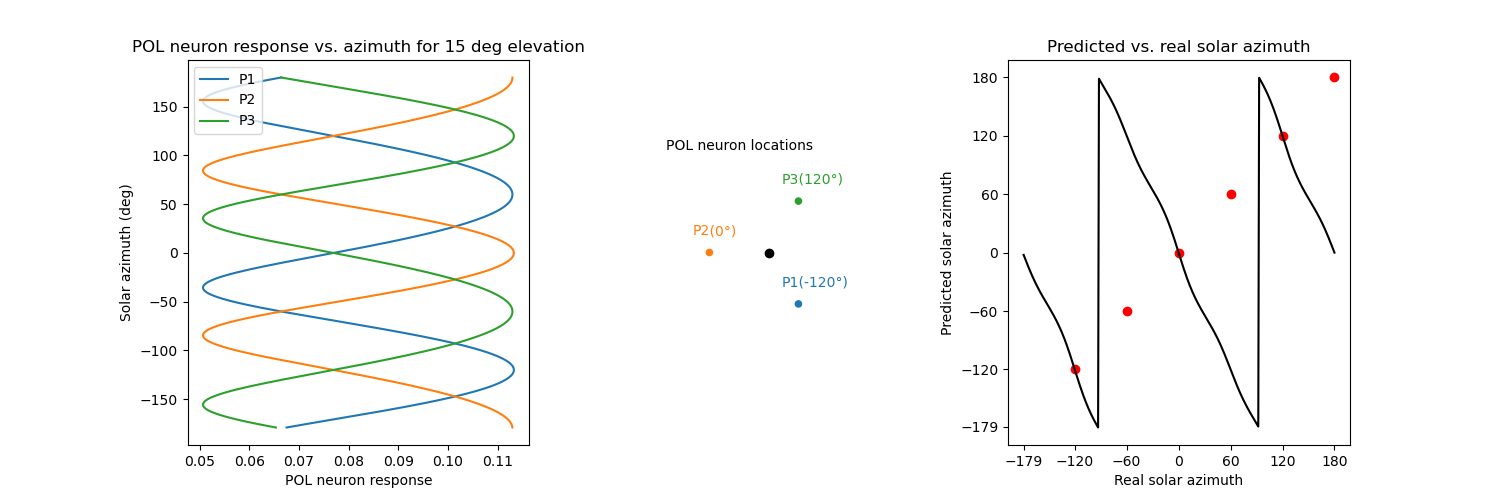 POL neuron response vs. azimuth for 15 deg elevation
P1
P2
P3
150
100
50
0
−50
−100
−150
Solar azimuth (deg)
0.05 0.06 0.07 0.08 0.09 0.10 0.11
POL neuron response
POL neuron locations
P3(120°)
P2(0°)
P1(-120°)
Predicted vs. real solar azimuth
180
120
60
0
−60
−120
−179
Predicted solar azimuth
−179 −120 −60 0 60 120 180
Real solar azimuth